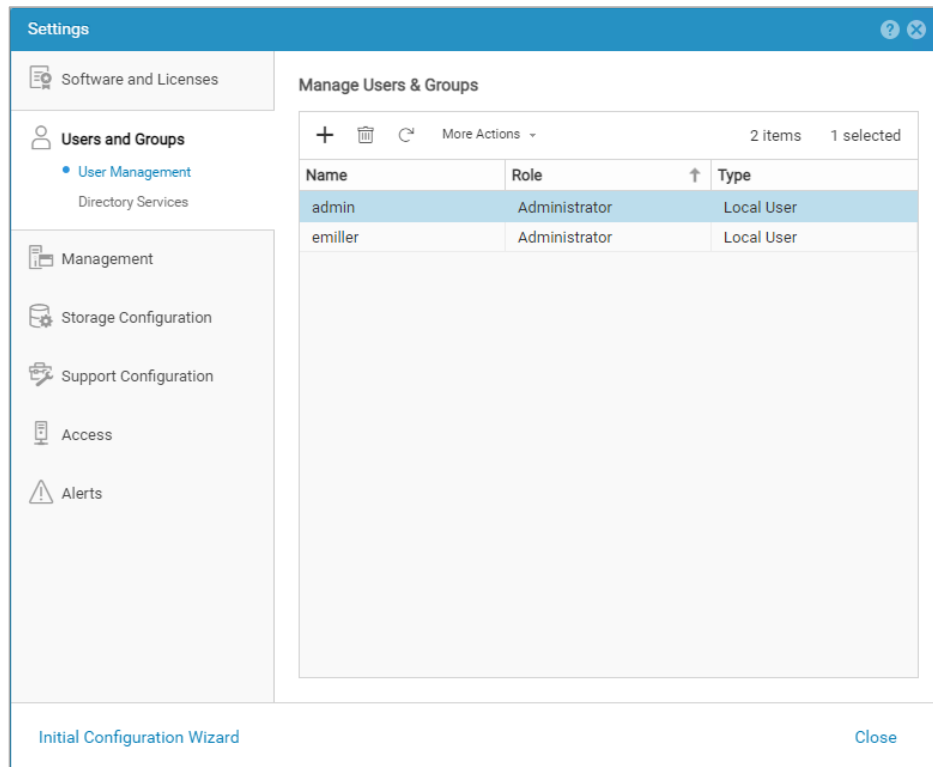 Settings
Software and Licenses
Users and Groups
User Management
Directory Services
Management
Storage Configuration
Support Configuration
Access
Alerts
Manage Users & Groups
More Actions 2 items 1 selected
Name Role Type
admin Administrator Local User
emiller Administrator Local User
Initial Configuration Wizard Close